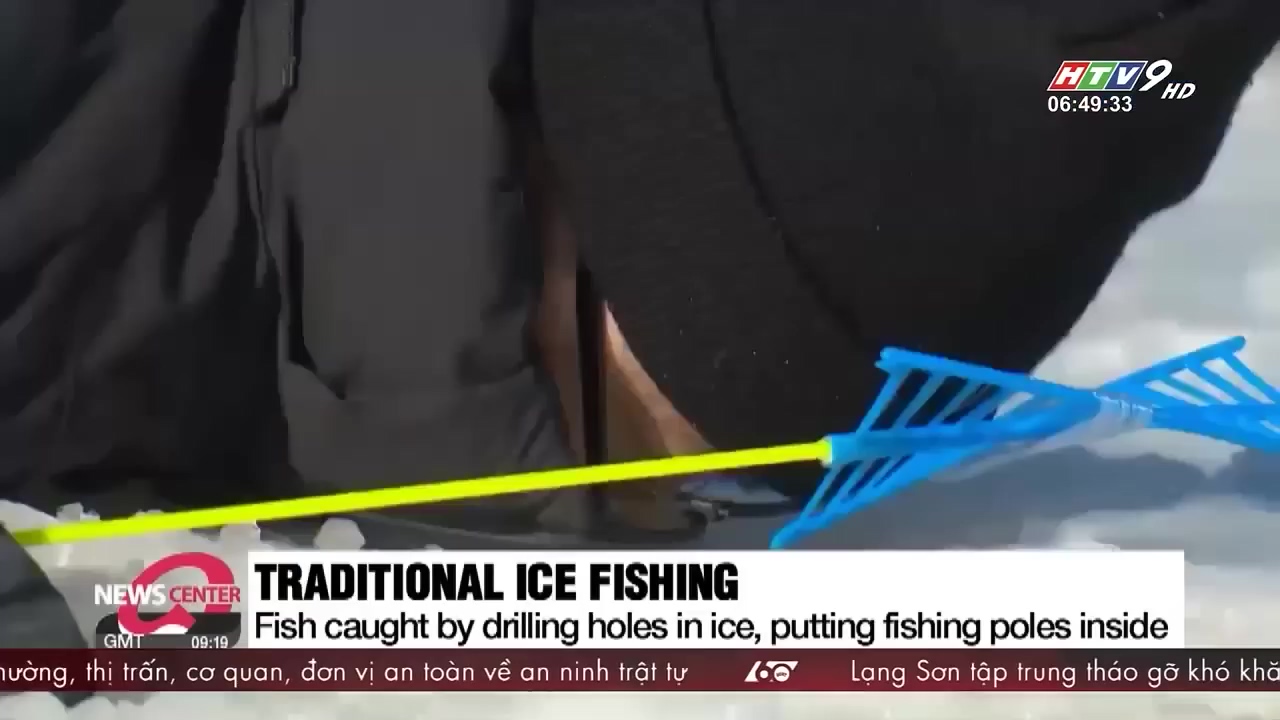 HTV9 HD
06:49:33
TRADITIONAL ICE FISHING
NEWS CENTER
Fish caught by drilling holes in ice, putting fishing poles inside
GMT 09:19
thị trấn, cơ quan, đơn vị an toàn về an ninh trật tự
60 giây
Lạng Sơn tập trung tháo gỡ khó